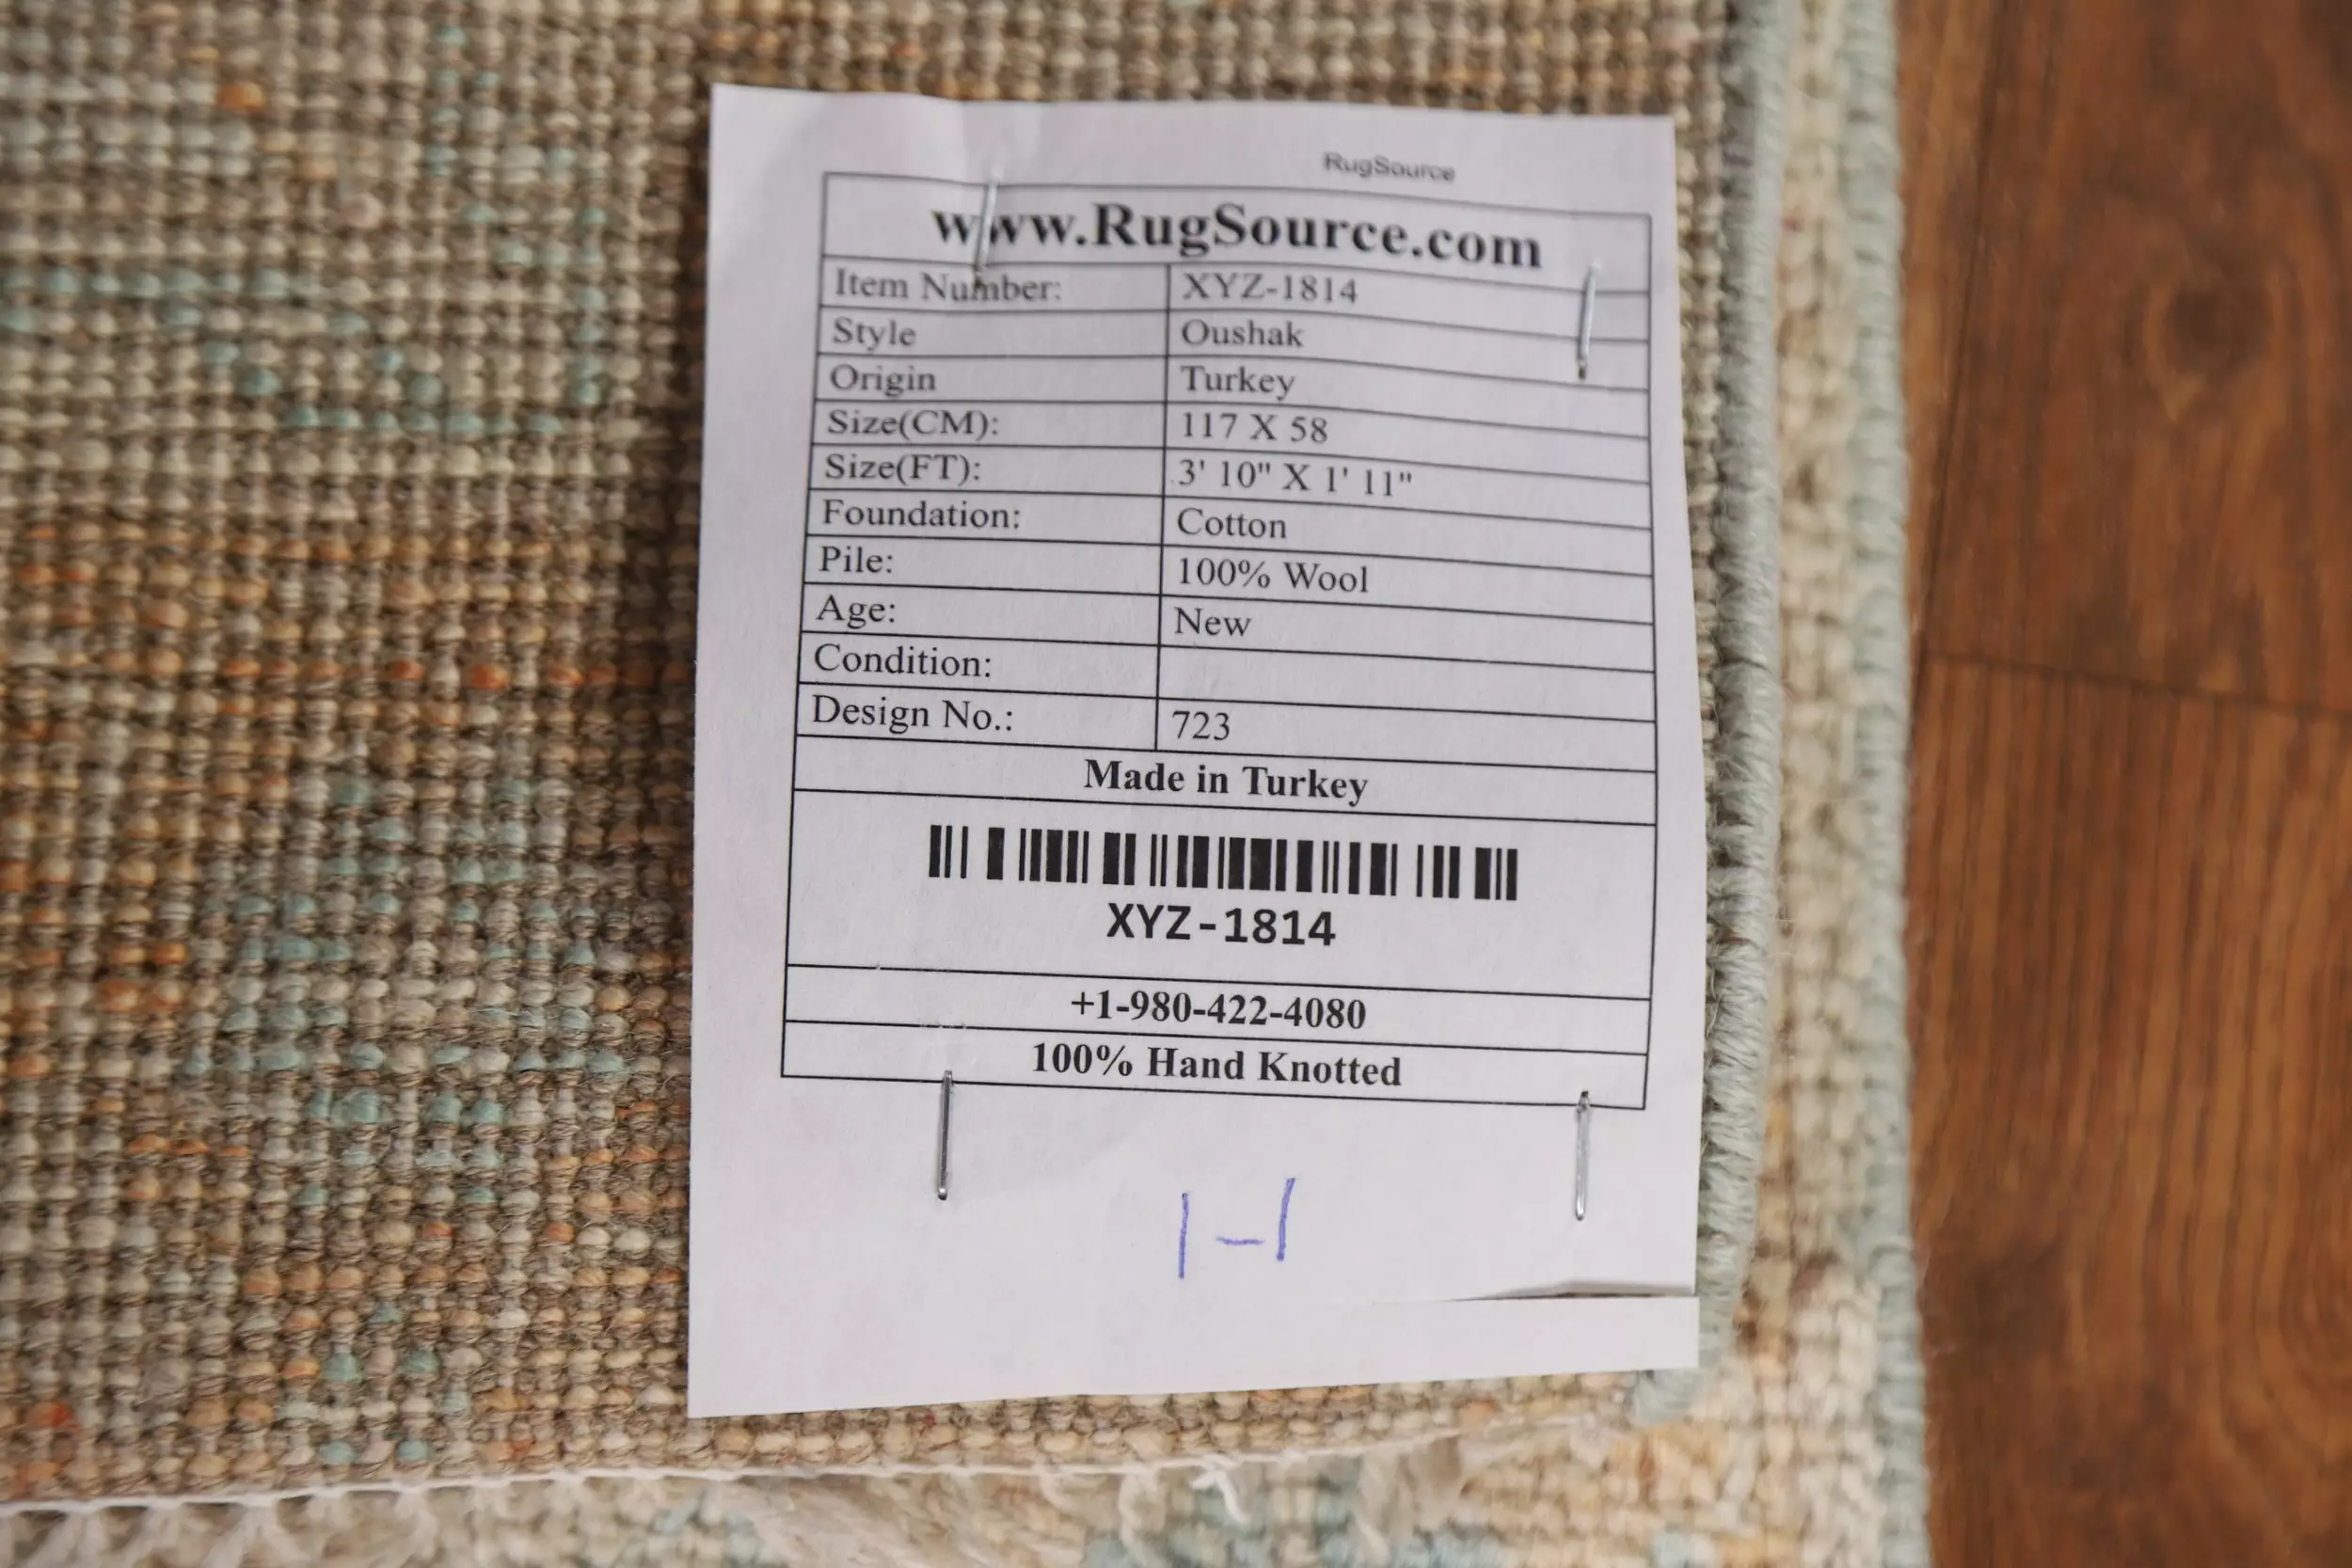 RugSource
www.RugSource.com
Item Number: XYZ-1814
Style Oushak
Origin Turkey
Size(CM): 117 X 58
Size(FT): 3' 10" X 1' 11"
Foundation: Cotton
Pile: 100% Wool
Age: New
Condition:
Design No.: 723
Made in Turkey
XYZ-1814
+1-980-422-4080
100% Hand Knotted
1-1